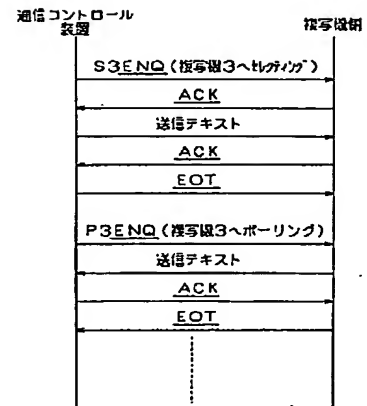 通信コントロール
装置
複写機側
S3ENQ(複写機3へセレクティング)
ACK
送信テキスト
ACK
EOT
P3ENQ(複写機3へポーリング)
送信テキスト
ACK
EOT